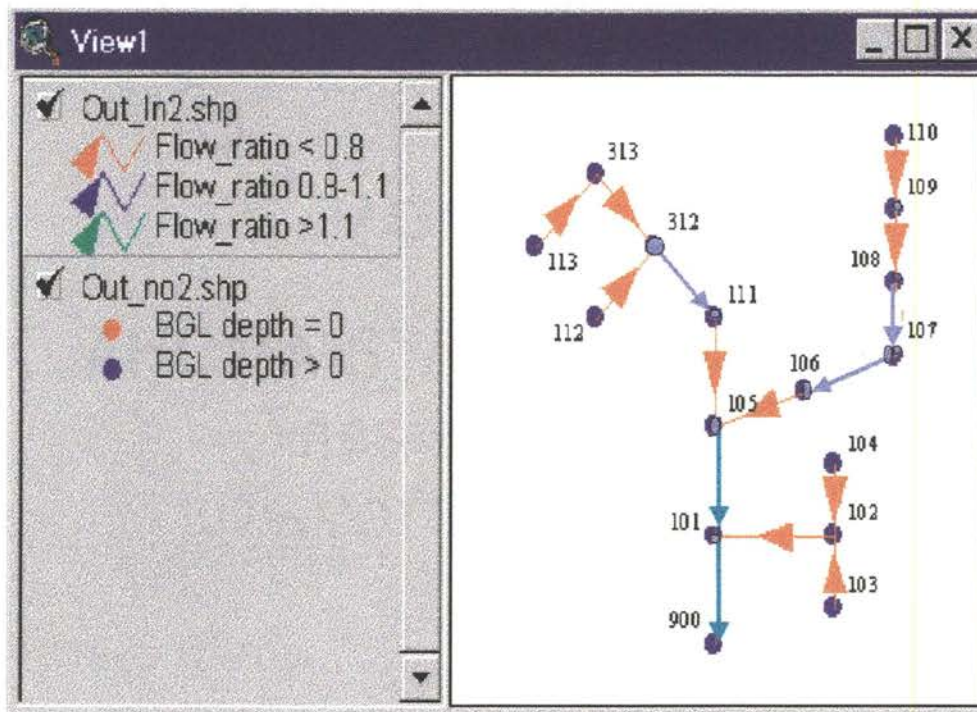 View1
Out_ln2.shp
Flow_ratio < 0.8
Flow_ratio 0.8-1.1
Flow_ratio >1.1
Out_no2.shp
BGL depth = 0
BGL depth > 0
110
313
109
312
113
108
111
112
107
106
105
104
101
102
103
900